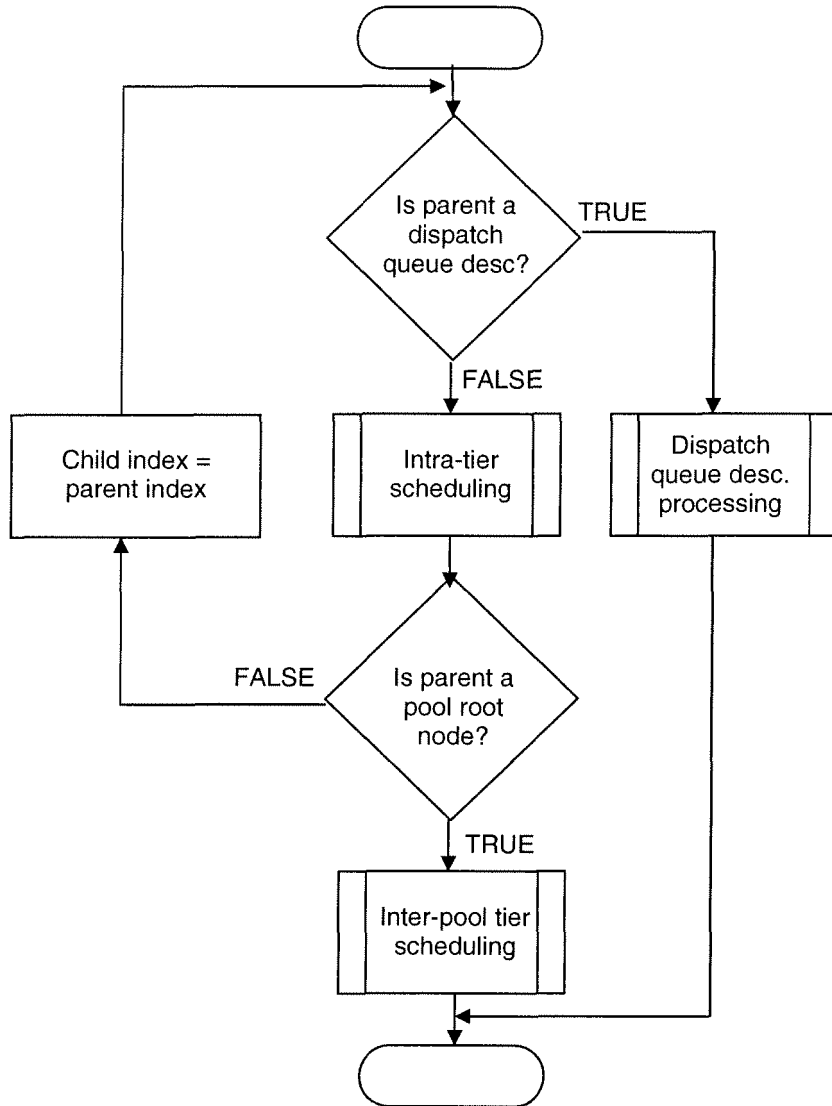 Is parent a
dispatch
queue desc?
TRUE
FALSE
Child index =
parent index
Intra-tier
scheduling
Dispatch
queue desc.
processing
FALSE
Is parent a
pool root
node?
TRUE
Inter-pool tier
scheduling